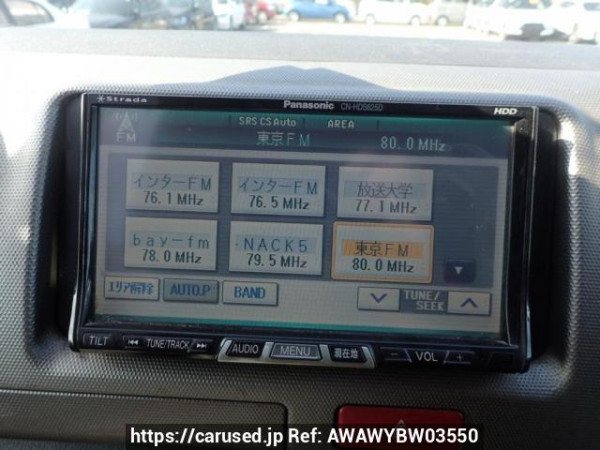 Strada Panasonic CN-HDS625D HDD
SRS CS Auto AREA
FM 東京FM 80.0 MHz
インターFM インターFM 放送大学
76.1 MHz 76.5 MHz 77.1 MHz
bay-fm NACK5 東京FM
78.0 MHz 79.5 MHz 80.0 MHz
エリア解除 AUTO.P BAND TUNE/
SEEK
TILT TUNE/TRACK AUDIO MENU 現在地 - VOL +
https://carused.jp Ref: AWAWYBW03550